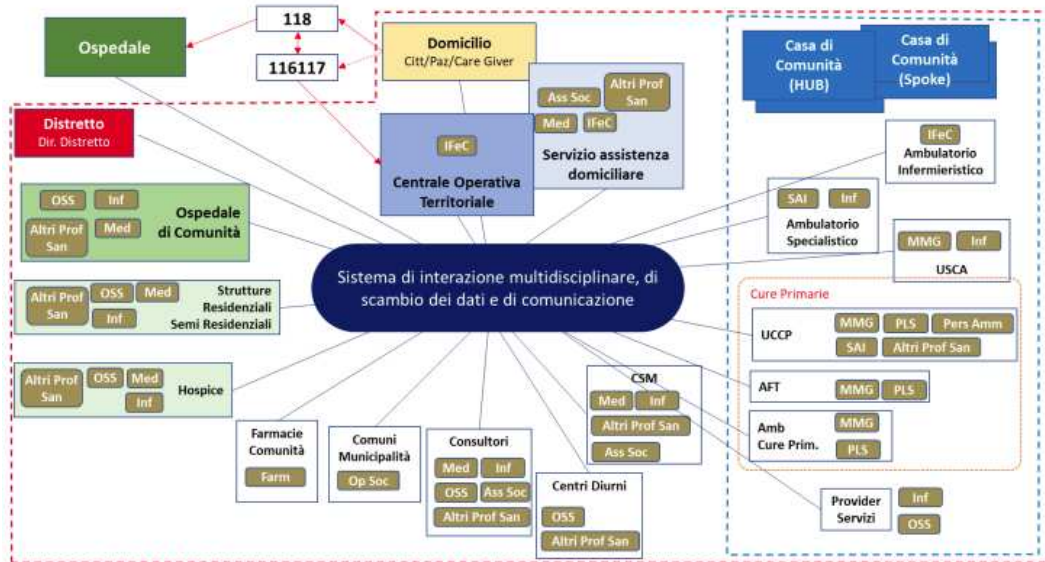 Ospedale
118
116117
Domicilio
Citt/Paz/Care Giver
Casa di
Comunità
(HUB)
Casa di
Comunità
(Spoke)
Distretto
Dir. Distretto
IFeC
Centrale Operativa
Territoriale
Ass Soc
Altri Prof
San
Med
IFeC
Servizio assistenza
domiciliare
IFeC
Ambulatorio
Infermieristico
OSS
Inf
Altri Prof
San
Med
Ospedale
di Comunità
SAI
Inf
Ambulatorio
Specialistico
MMG
Inf
USCA
Sistema di interazione multidisciplinare, di
scambio dei dati e di comunicazione
Altri Prof
San
OSS
Med
Inf
Strutture
Residenziali
Semi Residenziali
Cure Primarie
UCCP
MMG
PLS
Pers Amm
SAI
Altri Prof San
Altri Prof
San
OSS
Med
Inf
Hospice
AFT
MMG
PLS
Amb
Cure Prim.
MMG
PLS
CSM
Med
Inf
Altri Prof San
Ass Soc
Farmacie
Comunità
Farm
Comuni
Municipalità
Op Soc
Consultori
Med
Inf
OSS
Ass Soc
Altri Prof San
Centri Diurni
OSS
Altri Prof San
Provider
Servizi
Inf
OSS